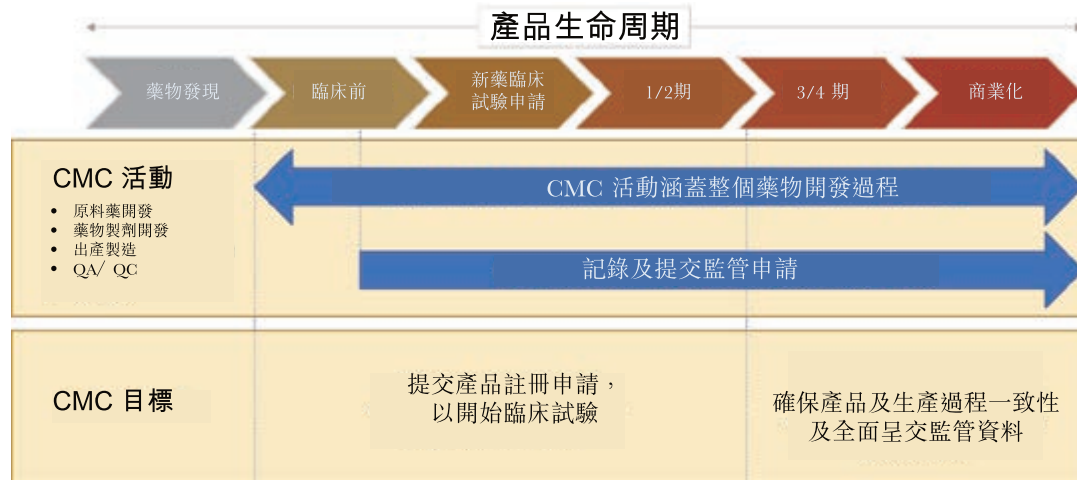 產品生命周期
藥物發現
臨床前
新藥臨床
試驗申請
1/2期
3/4 期
商業化
CMC 活動
• 原料藥開發
• 藥物製劑開發
• 出產製造
• QA/ QC
CMC 活動涵蓋整個藥物開發過程
記錄及提交監管申請
CMC 目標
提交產品註冊申請，
以開始臨床試驗
確保產品及生產過程一致性
及全面呈交監管資料